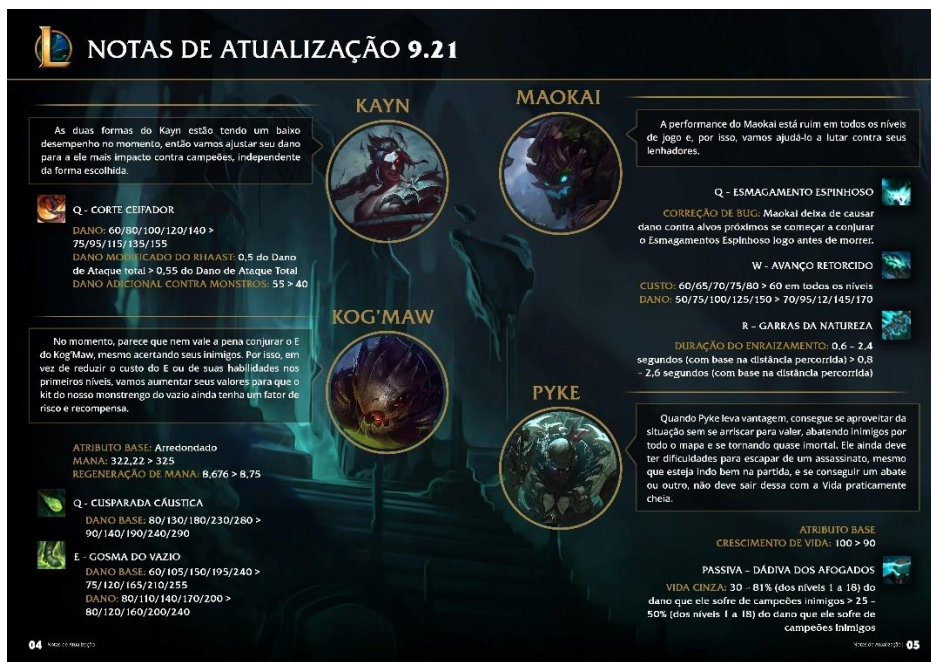 NOTAS DE ATUALIZAÇÃO 9.21
KAYN
As duas formas do Kayn estão tendo um baixo
desempenho no momento, então vamos ajustar seu dano
para a ele mais impacto contra campeões, independente
da forma escolhida.
Q - CORTE CEIFADOR
DANO: 60/80/100/120/140 >
75/95/115/135/155
DANO MODIFICADO DO RHAAST: 0,5 do Dano
de Ataque total > 0,55 do Dano de Ataque Total
DANO ADICIONAL CONTRA MONSTROS: 55 > 40
KOG'MAW
No momento, parece que nem vale a pena conjurar o E
do Kog'Maw, mesmo acertando seus inimigos. Por isso, em
vez de reduzir o custo do E ou de suas habilidades nos
primeiros níveis, vamos aumentar seus valores para que o
kit do nosso monstrengo do vazio ainda tenha um fator de
risco e recompensa.
ATRIBUTO BASE: Arredondado
MANA: 322,22 > 325
REGENERAÇÃO DE MANA: 8,676 > 8,75
Q - CUSPARADA CÁUSTICA
DANO BASE: 80/130/180/230/280 >
90/140/190/240/290
E - GOSMA DO VAZIO
DANO BASE: 60/105/150/195/240 >
75/120/165/210/255
DANO: 80/110/140/170/200 >
80/120/160/200/240
04 Notas de Atualização
MAOKAI
A performance do Maokai está ruim em todos os níveis
de jogo e, por isso, vamos ajudá-lo a lutar contra seus
lenhadores.
Q - ESMAGAMENTO ESPINHOSO
CORREÇÃO DE BUG: Maokai deixa de causar
dano contra alvos próximos se começar a conjurar
o Esmagamentos Espinhoso logo antes de morrer.
W - AVANÇO RETORCIDO
CUSTO: 60/65/70/75/80 > 60 em todos os níveis
DANO: 50/75/100/125/150 > 70/95/12/145/170
R - GARRAS DA NATUREZA
DURAÇÃO DO ENRAIZAMENTO: 0,6 – 2,4
segundos (com base na distância percorrida) > 0,8
– 2,6 segundos (com base na distância percorrida)
PYKE
Quando Pyke leva vantagem, consegue se aproveitar da
situação sem se arriscar para valer, abatendo inimigos por
todo o mapa e se tornando quase imortal. Ele ainda deve
ter dificuldades para escapar de um assassinato, mesmo
que esteja indo bem na partida, e se conseguir um abate
ou outro, não deve sair dessa com a Vida praticamente
cheia.
ATRIBUTO BASE
CRESCIMENTO DE VIDA: 100 > 90
PASSIVA – DÁDIVA DOS AFOGADOS
VIDA CINZA: 30 – 81% (dos níveis 1 a 18) do
dano que ele sofre de campeões inimigos > 25 –
50% (dos níveis 1 a 18) do dano que ele sofre de
campeões inimigos
Notas de Atualização 05